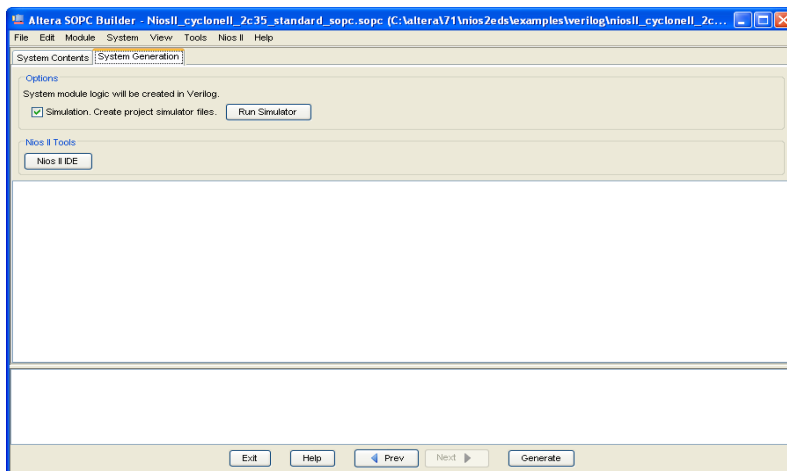 Altera SOPC Builder - NiosII_cycloneII_2c35_standard_sopc.sopc (C:\altera\71\nios2eds\examples\verilog\niosII_cycloneII_2c...
File Edit Module System View Tools Nios II Help
System Contents System Generation
Options
System module logic will be created in Verilog.
Simulation. Create project simulator files. Run Simulator
Nios II Tools
Nios II IDE
Exit Help Prev Next Generate